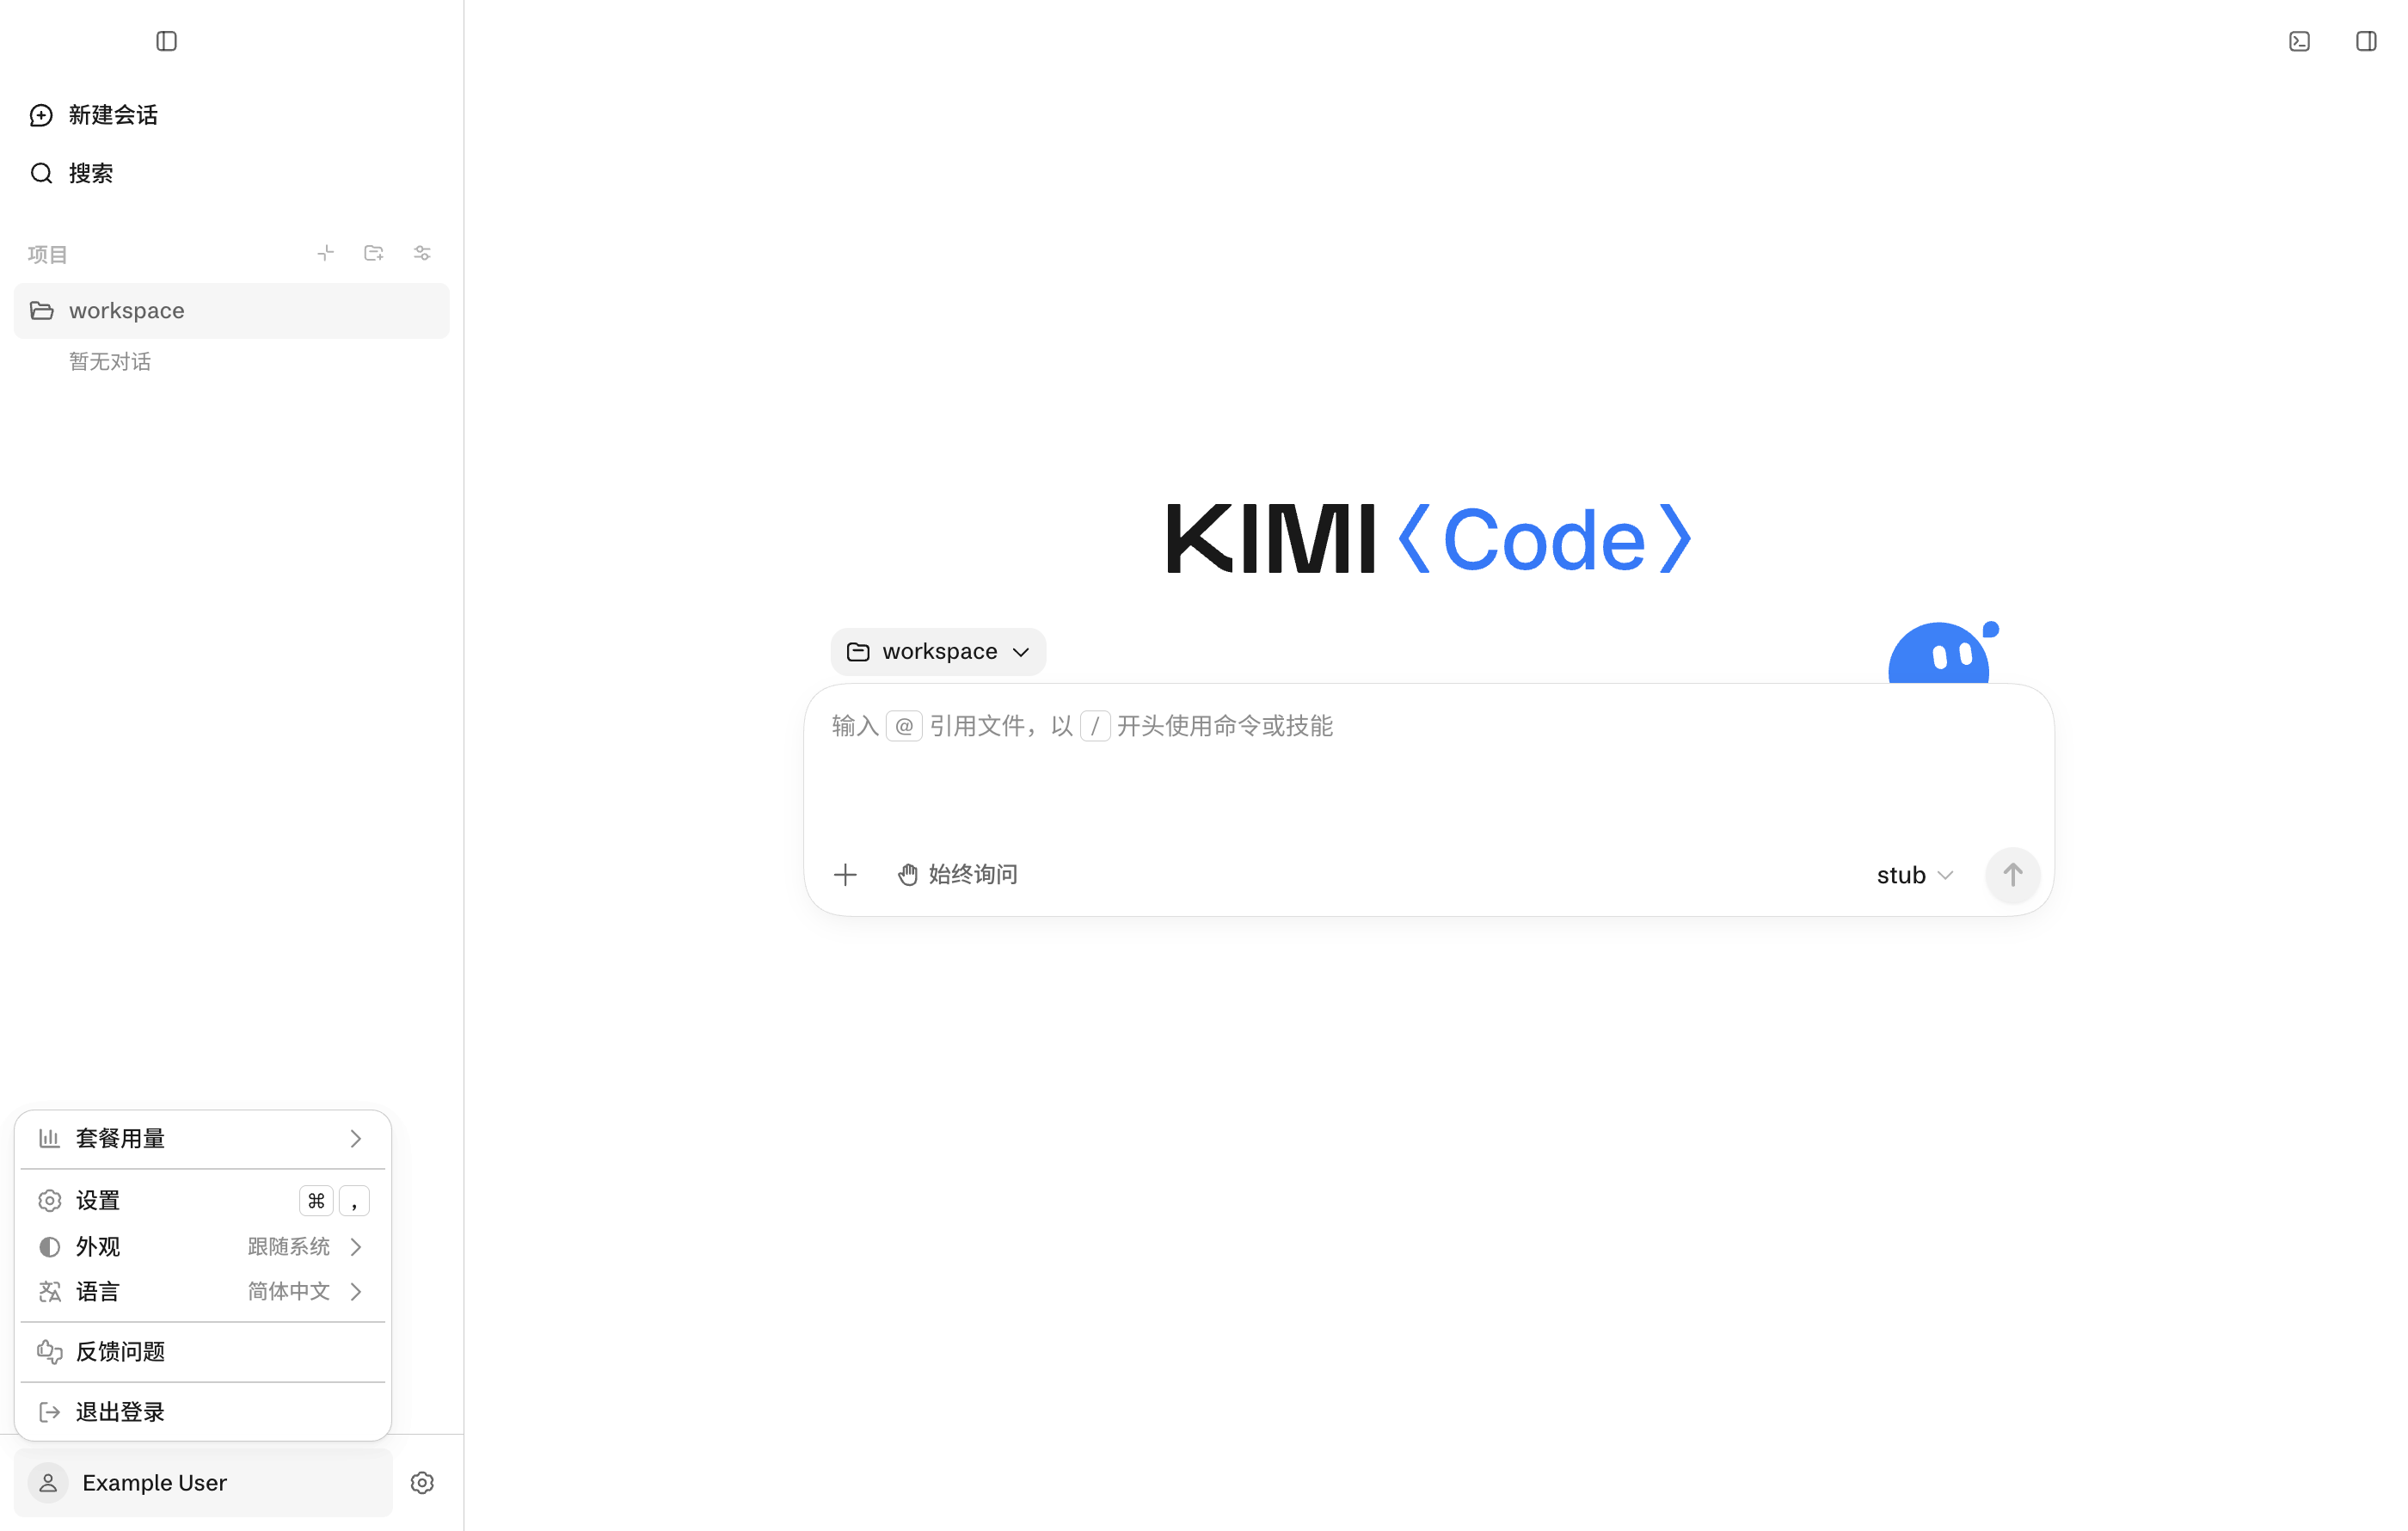 新建会话
搜索
项目
workspace
暂无对话
KIMI〈Code〉
workspace
输入 @ 引用文件，以 / 开头使用命令或技能
始终询问
stub
套餐用量
设置 ⌘ ,
外观 跟随系统
语言 简体中文
反馈问题
退出登录
Example User